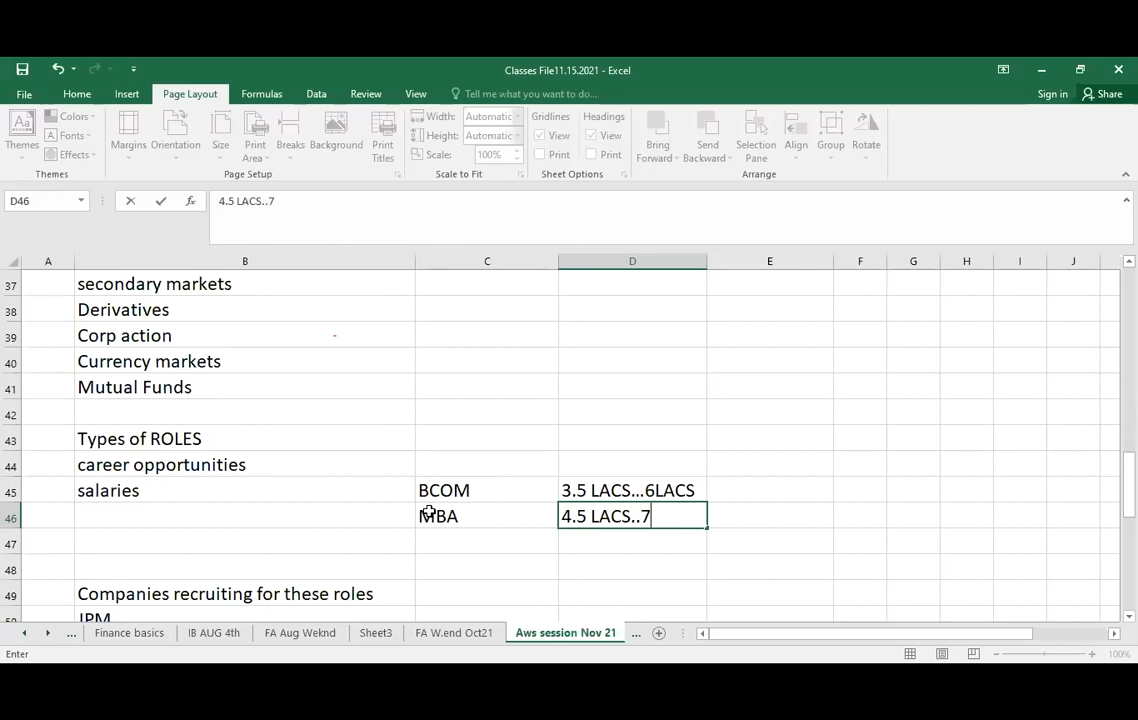 Classes File11.15.2021 - Excel
File Home Insert Page Layout Formulas Data Review View Tell me what you want to do... Sign in Share
Themes Colors Fonts Effects Margins Orientation Size Print Area Breaks Background Print Titles Width: Automatic Height: Automatic Scale: 100% Gridlines View Print Headings View Print Bring Forward Send Backward Selection Pane Align Group Rotate
Themes Page Setup Scale to Fit Sheet Options Arrange
D46 fx 4.5 LACS..7
A B C D E F G H I J
37 secondary markets
38 Derivatives
39 Corp action -
40 Currency markets
41 Mutual Funds
42
43 Types of ROLES
44 career opportunities
45 salaries BCOM 3.5 LACS...6LACS
46 MBA 4.5 LACS..7
47
48
49 Companies recruiting for these roles
50 JPM
... Finance basics IB AUG 4th FA Aug Weknd Sheet3 FA W.end Oct21 Aws session Nov 21 ...
Enter 100%